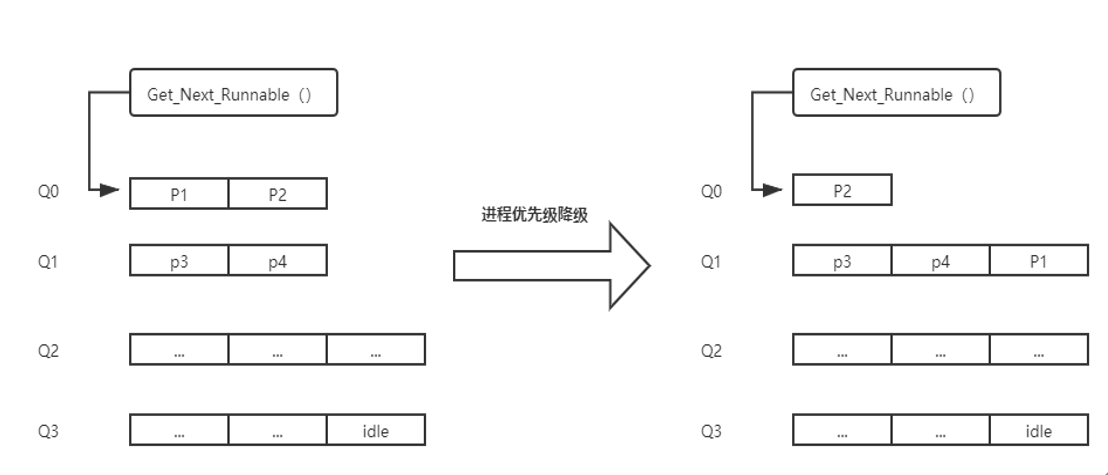 Get_Next_Runnable（）
Q0 P1 P2
Q1 p3 p4
Q2 ... ... ...
Q3 ... ... idle
进程优先级降级
Get_Next_Runnable（）
Q0 P2
Q1 p3 p4 P1
Q2 ... ... ...
Q3 ... ... idle